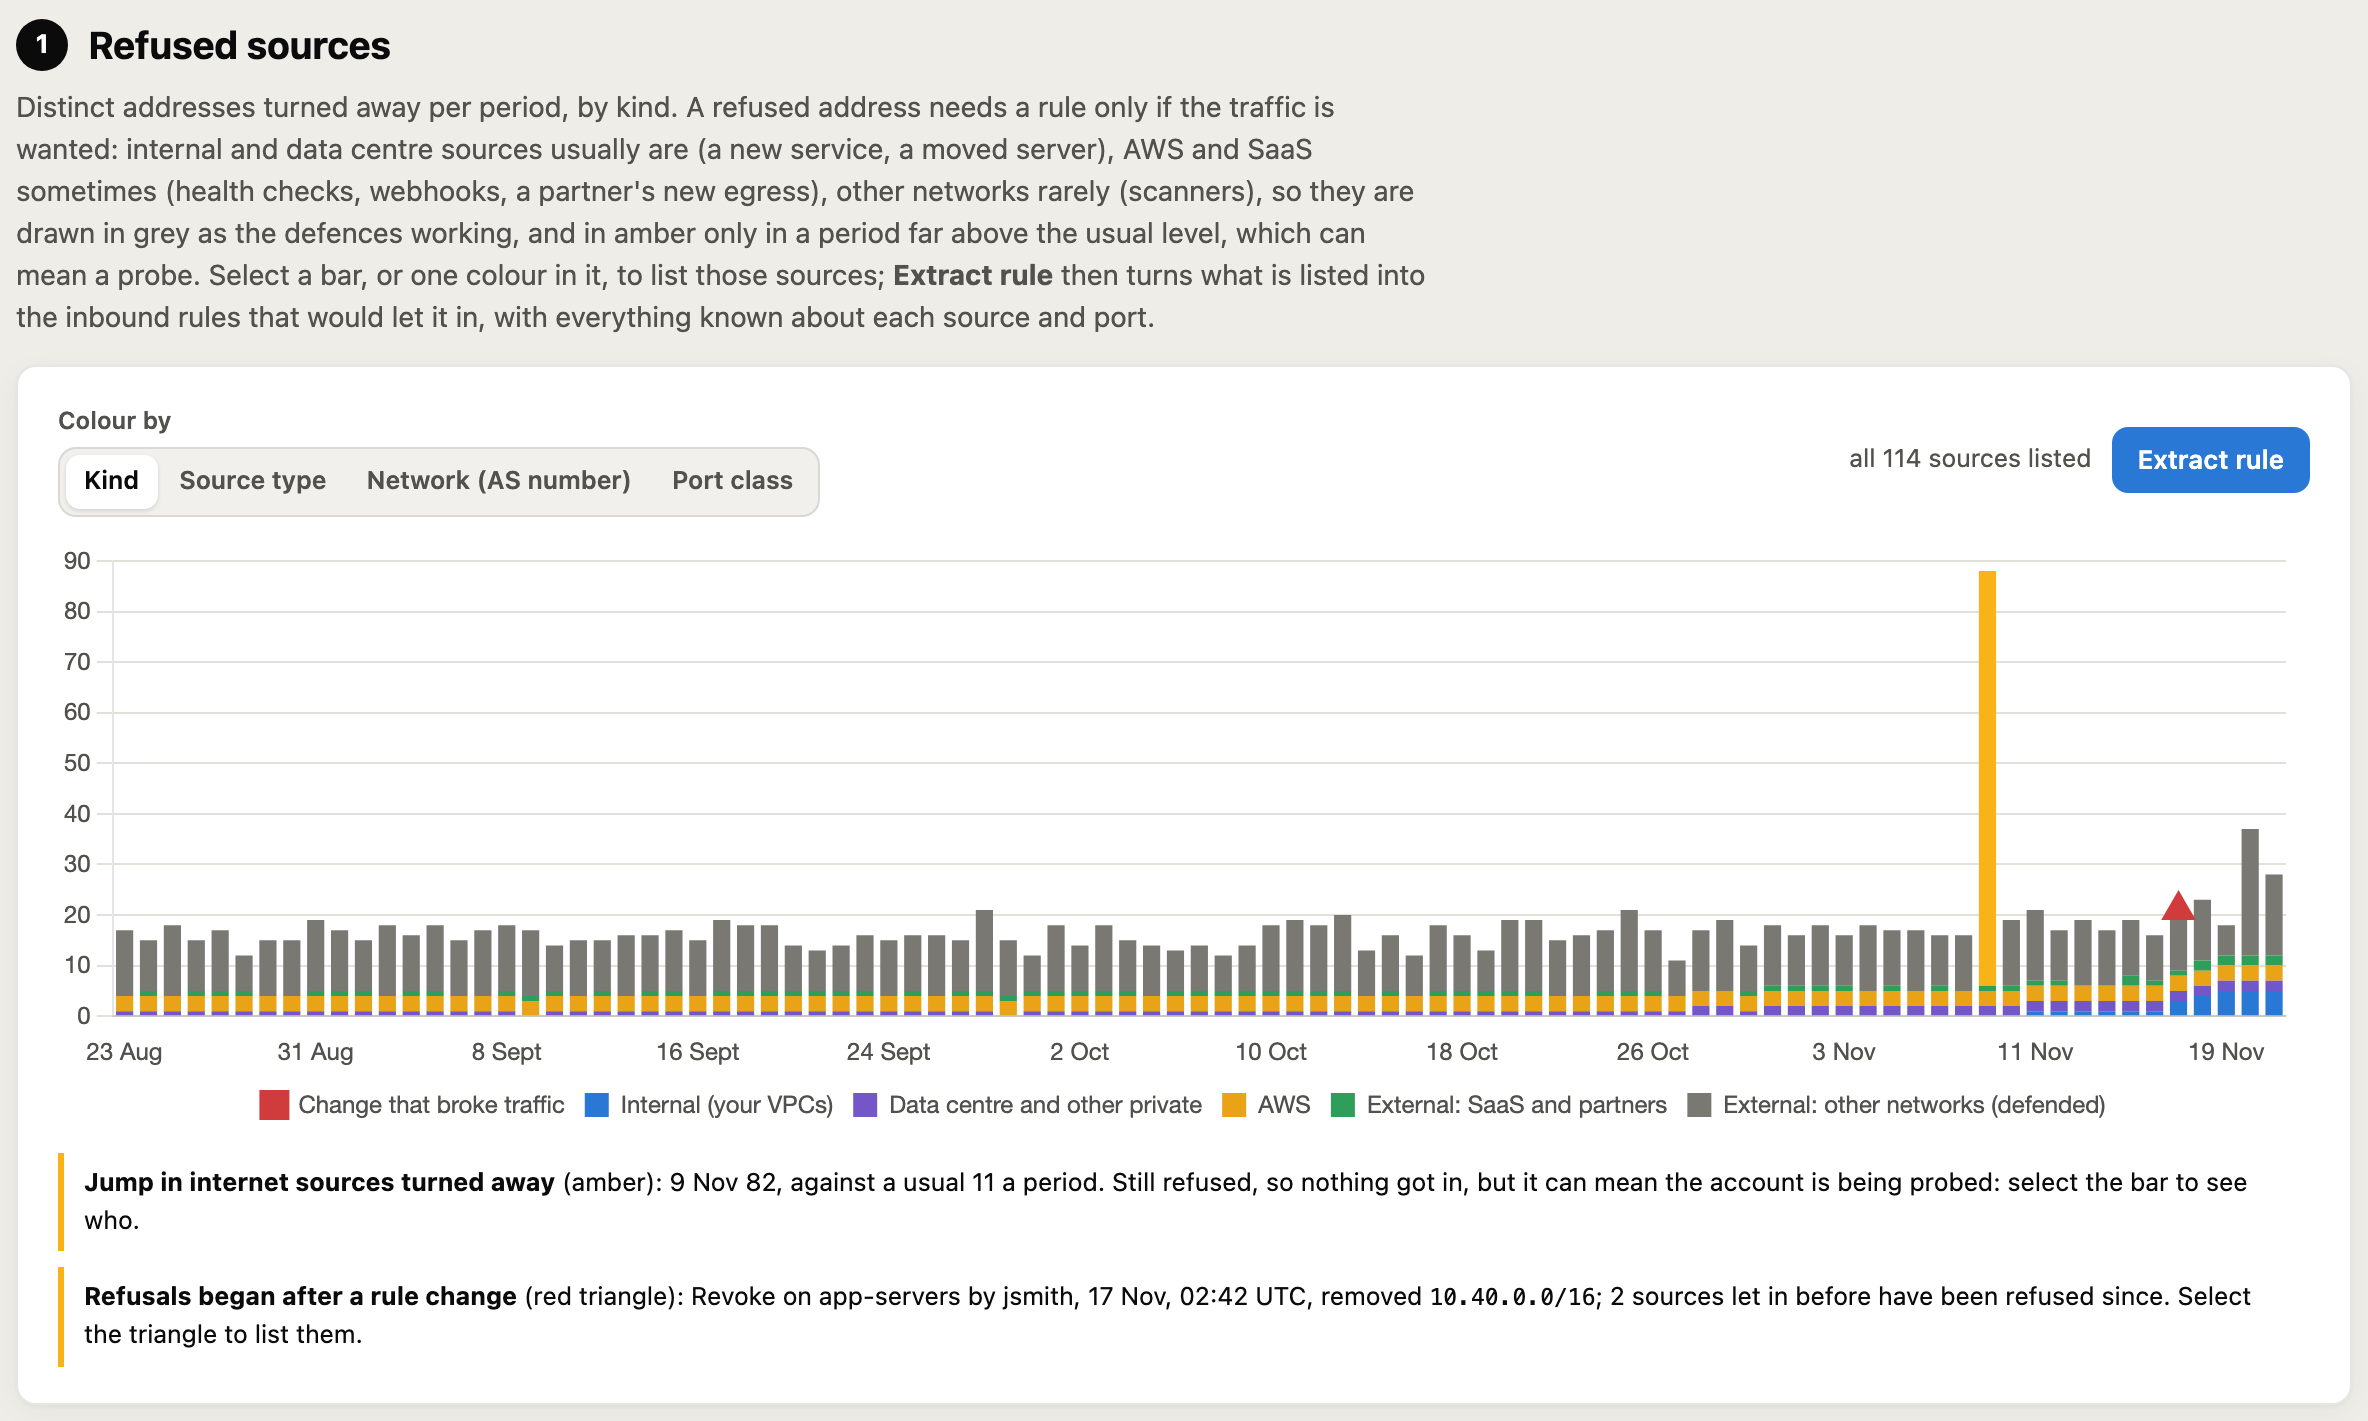 1 Refused sources
Distinct addresses turned away per period, by kind. A refused address needs a rule only if the traffic is
wanted: internal and data centre sources usually are (a new service, a moved server), AWS and SaaS
sometimes (health checks, webhooks, a partner's new egress), other networks rarely (scanners), so they are
drawn in grey as the defences working, and in amber only in a period far above the usual level, which can
mean a probe. Select a bar, or one colour in it, to list those sources; Extract rule then turns what is listed into
the inbound rules that would let it in, with everything known about each source and port.
Colour by
Kind Source type Network (AS number) Port class
all 114 sources listed Extract rule
90
80
70
60
50
40
30
20
10
0
23 Aug 31 Aug 8 Sept 16 Sept 24 Sept 2 Oct 10 Oct 18 Oct 26 Oct 3 Nov 11 Nov 19 Nov
Change that broke traffic Internal (your VPCs) Data centre and other private AWS External: SaaS and partners External: other networks (defended)
Jump in internet sources turned away (amber): 9 Nov 82, against a usual 11 a period. Still refused, so nothing got in, but it can mean the account is being probed: select the bar to see
who.
Refusals began after a rule change (red triangle): Revoke on app-servers by jsmith, 17 Nov, 02:42 UTC, removed 10.40.0.0/16; 2 sources let in before have been refused since. Select
the triangle to list them.